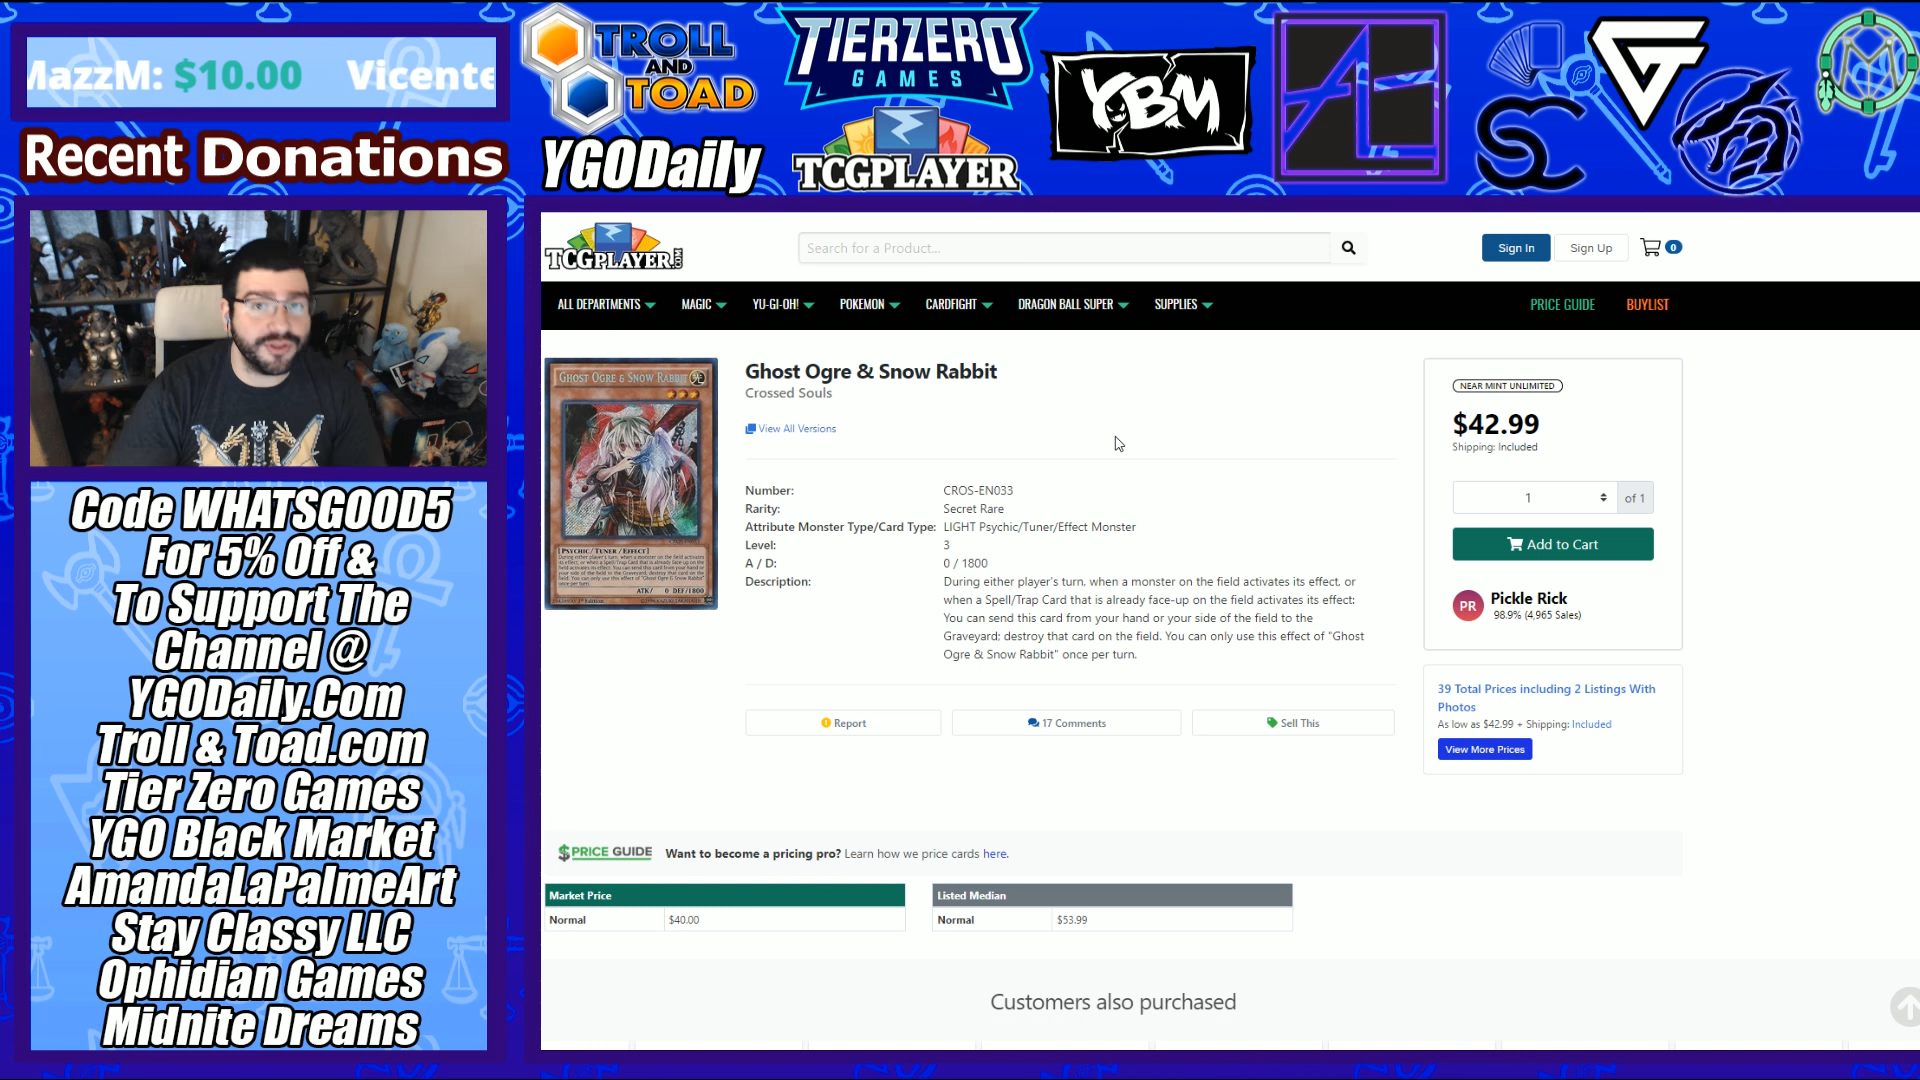 MazzM: $10.00 Vicente
Recent Donations
TROLL
AND
TOAD
YGODaily
TIERZERO
GAMES
TCGPLAYER
YBM
Code WHATSGOOD5
For 5% Off &
To Support The
Channel @
YGODaily.Com
Troll & Toad.com
Tier Zero Games
YGO Black Market
AmandaLaPalmeArt
Stay Classy LLC
Ophidian Games
Midnite Dreams
TCGPLAYER.COM
Search for a Product...
Sign In
Sign Up
0
ALL DEPARTMENTS
MAGIC
YU-GI-OH!
POKEMON
CARDFIGHT
DRAGON BALL SUPER
SUPPLIES
PRICE GUIDE
BUYLIST
GHOST OGRE & SNOW RABBIT
[PSYCHIC / TUNER / EFFECT]
ATK/ 0 DEF/1800
Ghost Ogre & Snow Rabbit
Crossed Souls
View All Versions
Number: CROS-EN033
Rarity: Secret Rare
Attribute Monster Type/Card Type: LIGHT Psychic/Tuner/Effect Monster
Level: 3
A / D: 0 / 1800
Description: During either player's turn, when a monster on the field activates its effect, or
when a Spell/Trap Card that is already face-up on the field activates its effect:
You can send this card from your hand or your side of the field to the
Graveyard; destroy that card on the field. You can only use this effect of "Ghost
Ogre & Snow Rabbit" once per turn.
Report
17 Comments
Sell This
NEAR MINT UNLIMITED
$42.99
Shipping: Included
1 of 1
Add to Cart
PR
Pickle Rick
98.9% (4,965 Sales)
39 Total Prices including 2 Listings With
Photos
As low as $42.99 + Shipping: Included
View More Prices
$PRICE GUIDE Want to become a pricing pro? Learn how we price cards here.
Market Price
Normal $40.00
Listed Median
Normal $53.99
Customers also purchased